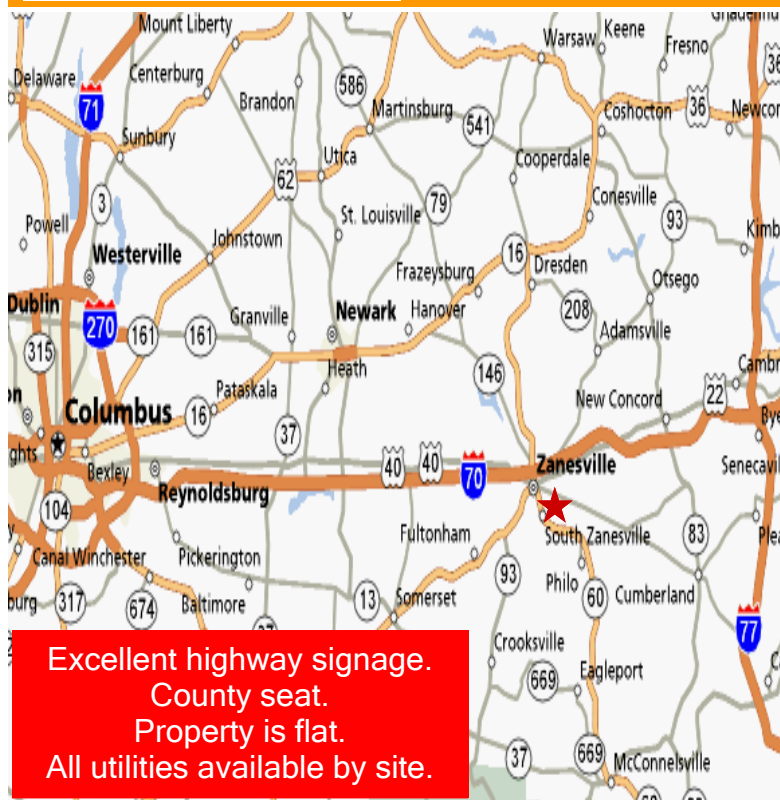 Mount Liberty
Warsaw
Keene
Fresno
36
Delaware
Centerburg
586
71
Brandon
Martinsburg
Coshocton
36
Sunbury
541
Utica
Cooperdale
62
3
79
Conesville
St. Louisville
93
Powell
Johnstown
16
Westerville
Frazeysburg
Dresden
Otsego
Dublin
Newark
Hanover
208
270
161
161
Granville
Adamsville
315
Heath
146
Pataskala
New Concord
22
Columbus
16
37
40
40
70
Zanesville
Bexley
Reynoldsburg
104
Fultonham
South Zanesville
83
Canal Winchester
Pickerington
93
Philo
60
Cumberland
317
674
Baltimore
13
Somerset
77
Excellent highway signage.
County seat.
Property is flat.
All utilities available by site.
Crooksville
669
Eagleport
37
669
McConnelsville